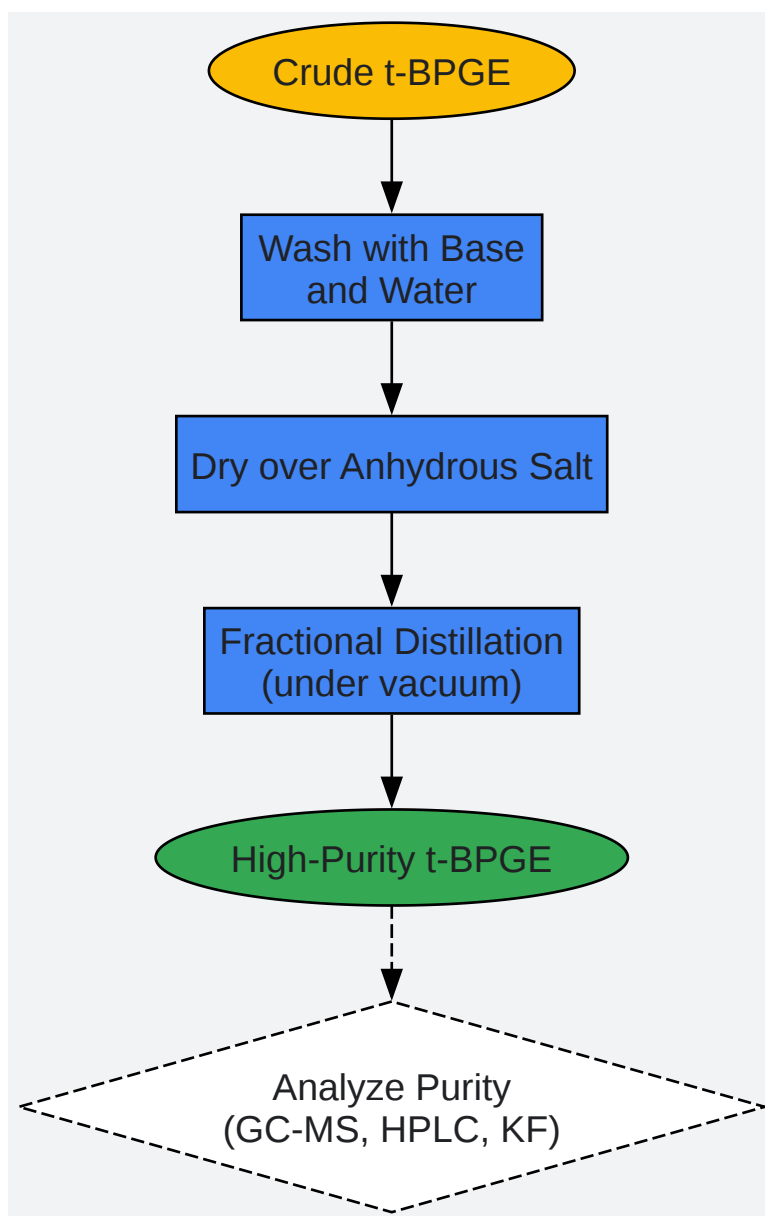 Crude t-BPGE
Wash with Base
and Water
Dry over Anhydrous Salt
Fractional Distillation
(under vacuum)
High-Purity t-BPGE
Analyze Purity
(GC-MS, HPLC, KF)